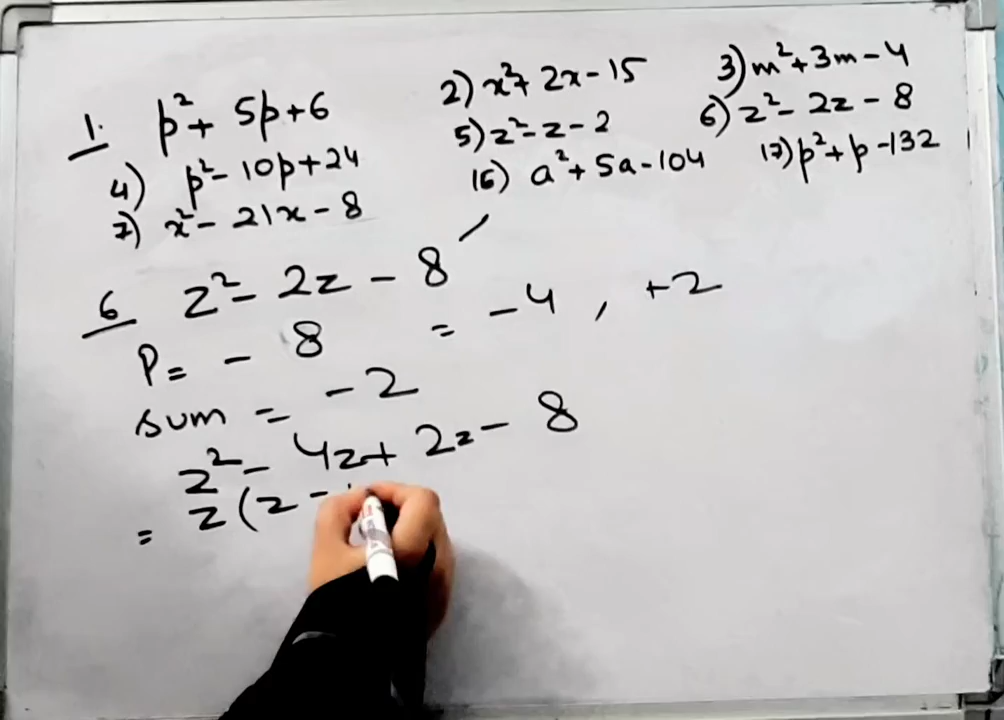 1. p² + 5p+6 2) x²+ 2x-15 3) m²+3m-4
4) p²- 10p+24 5) z²-z-2 6) z²- 2z-8
7) x²- 21x-8 16) a²+5a-104 17) p²+p-132
6 z²- 2z - 8
P= - 8 = -4 , +2
sum = -2
z²- 4z+ 2z- 8
= z(z-